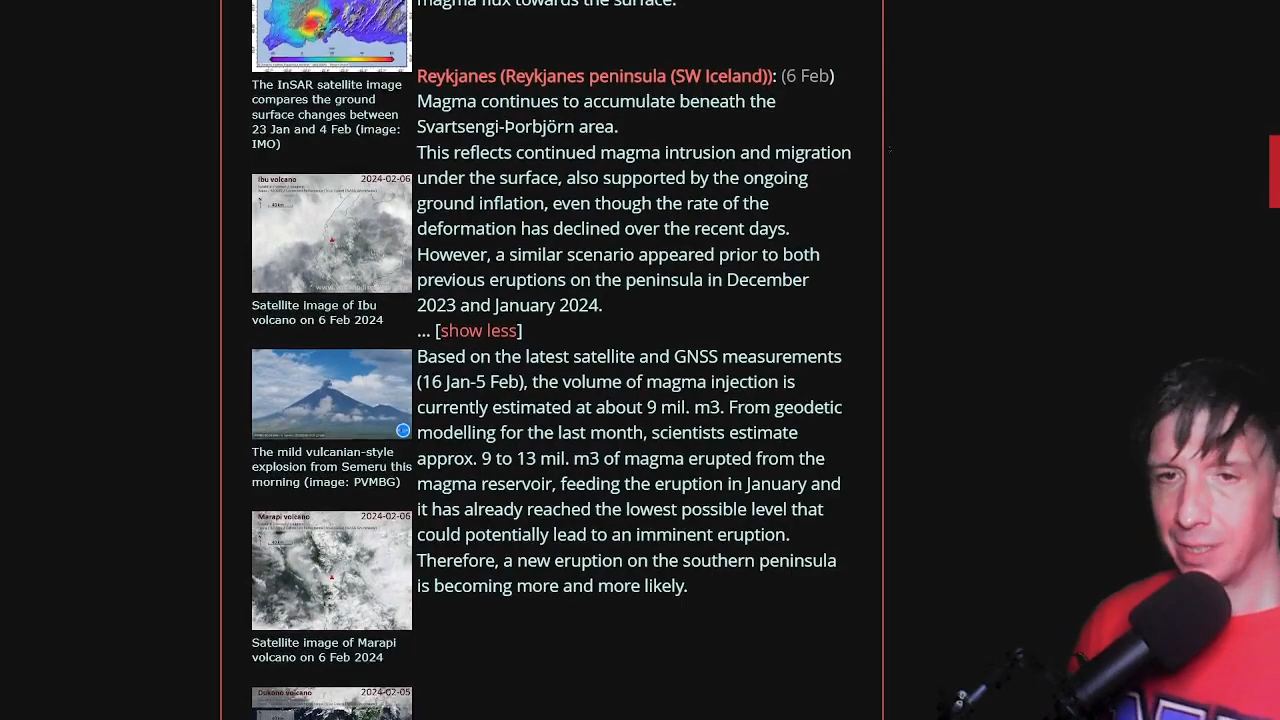 magma flux towards the surface.
The InSAR satellite image
compares the ground
surface changes between
23 Jan and 4 Feb (image:
IMO)
Reykjanes (Reykjanes peninsula (SW Iceland)): (6 Feb)
Magma continues to accumulate beneath the
Svartsengi-Þorbjörn area.
This reflects continued magma intrusion and migration
under the surface, also supported by the ongoing
ground inflation, even though the rate of the
deformation has declined over the recent days.
However, a similar scenario appeared prior to both
previous eruptions on the peninsula in December
2023 and January 2024.
... [show less]
Based on the latest satellite and GNSS measurements
(16 Jan-5 Feb), the volume of magma injection is
currently estimated at about 9 mil. m3. From geodetic
modelling for the last month, scientists estimate
approx. 9 to 13 mil. m3 of magma erupted from the
magma reservoir, feeding the eruption in January and
it has already reached the lowest possible level that
could potentially lead to an imminent eruption.
Therefore, a new eruption on the southern peninsula
is becoming more and more likely.
Ibu volcano 2024-02-06
Satellite image of Ibu
volcano on 6 Feb 2024
The mild vulcanian-style
explosion from Semeru this
morning (image: PVMBG)
Marapi volcano 2024-02-06
Satellite image of Marapi
volcano on 6 Feb 2024
Dukono volcano 2024-02-05